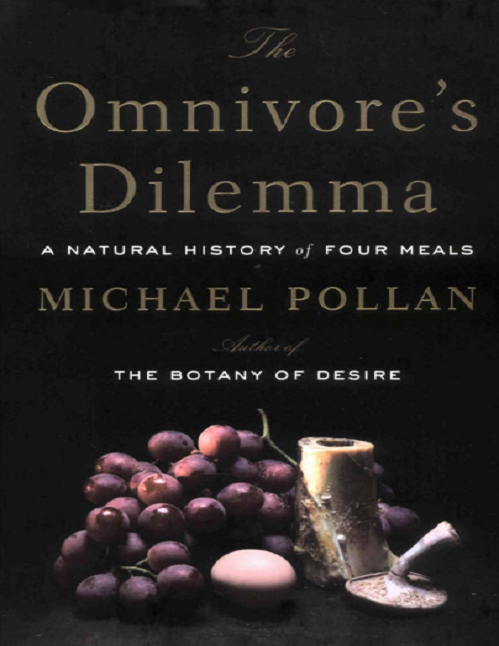 The
Omnivore's
Dilemma
A NATURAL HISTORY of FOUR MEALS
MICHAEL POLLAN
Author of
THE BOTANY OF DESIRE